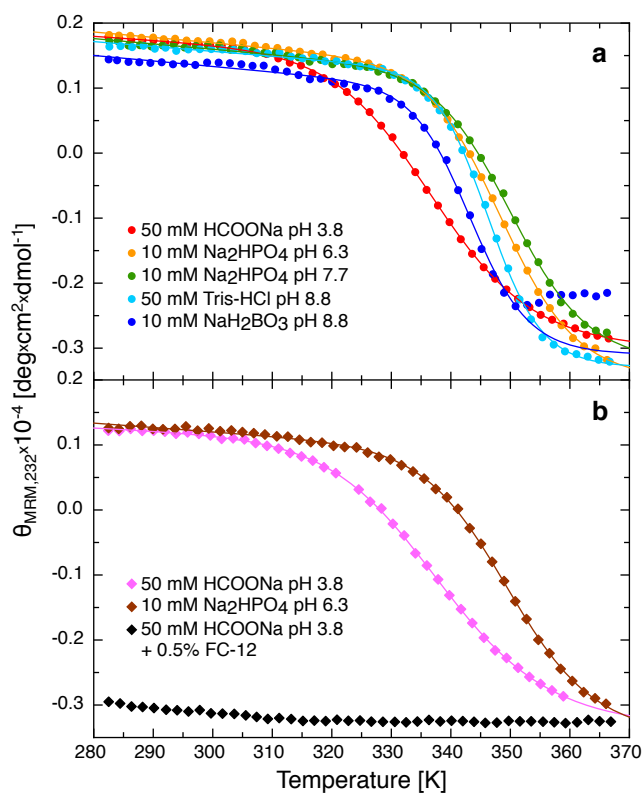 0.2
a
0.1
0.0
-0.1
-0.2
-0.3
50 mM HCOONa pH 3.8
10 mM Na₂HPO₄ pH 6.3
10 mM Na₂HPO₄ pH 7.7
50 mM Tris-HCl pH 8.8
10 mM NaH₂BO₃ pH 8.8
θMRM,232×10⁻⁴ [deg×cm²×dmol⁻¹]
0.2
b
0.1
0.0
-0.1
-0.2
-0.3
50 mM HCOONa pH 3.8
10 mM Na₂HPO₄ pH 6.3
50 mM HCOONa pH 3.8
+ 0.5% FC-12
280 290 300 310 320 330 340 350 360 370
Temperature [K]